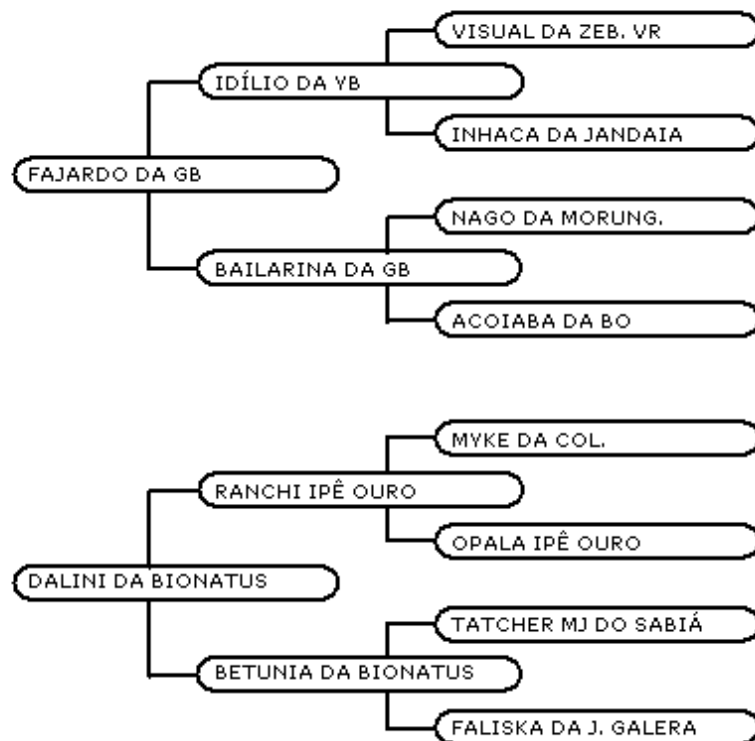 VISUAL DA ZEB. VR
IDÍLIO DA YB
INHACA DA JANDAIA
FAJARDO DA GB
NAGO DA MORUNG.
BAILARINA DA GB
ACOIABA DA BO
MYKE DA COL.
RANCHI IPÊ OURO
OPALA IPÊ OURO
DALINI DA BIONATUS
TATCHER MJ DO SABIÁ
BETUNIA DA BIONATUS
FALISKA DA J. GALERA